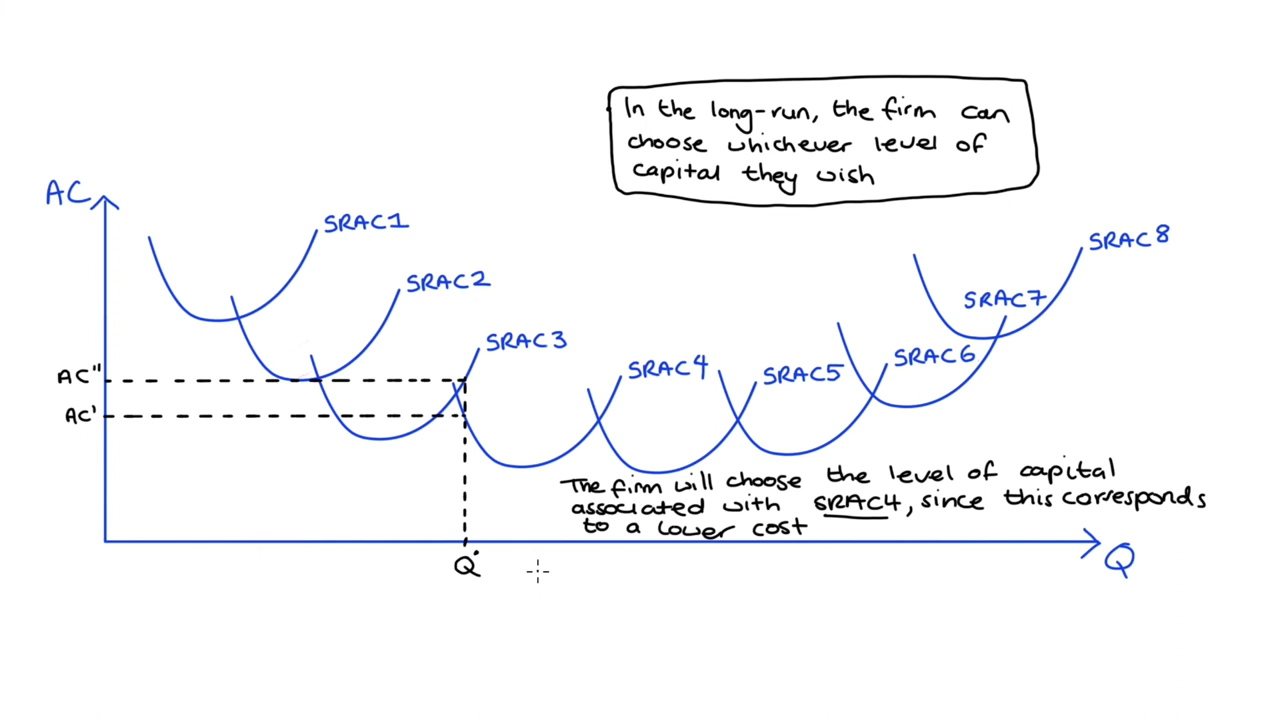 In the long-run, the firm can
choose whichever level of
capital they wish
AC
SRAC1
SRAC2
SRAC3
SRAC4
SRAC5
SRAC6
SRAC7
SRAC8
AC''
AC'
The firm will choose the level of capital
associated with SRAC4, since this corresponds
to a lower cost
Q'
Q